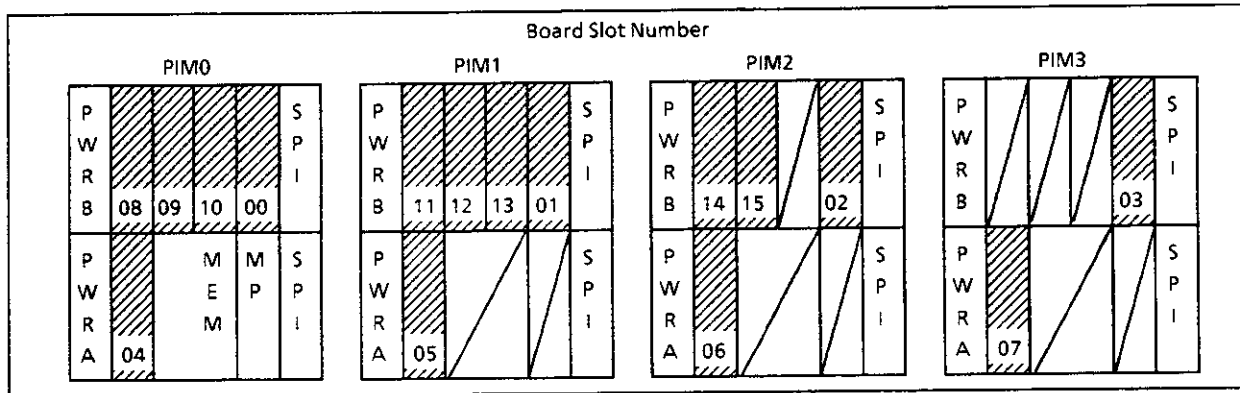 Board Slot Number
PIM0 PIM1 PIM2 PIM3
P S P S P S P S
W P W P W P W P
R I R I R I R I
B 08 09 10 00 B 11 12 13 01 B 14 15 02 B 03
P M M S P S P S P S
W E P P W P W P W P
R M I R I R I R I
A 04 A 05 A 06 A 07